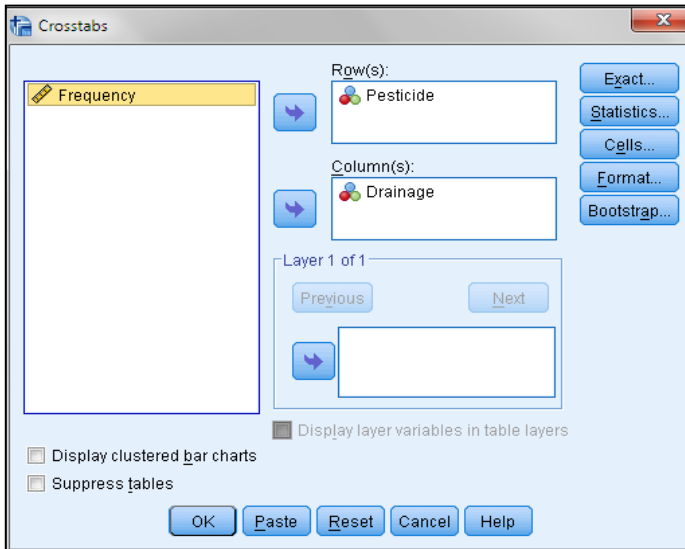 Crosstabs
Frequency
Row(s):
Pesticide
Column(s):
Drainage
Layer 1 of 1
Previous
Next
Display layer variables in table layers
Exact...
Statistics...
Cells...
Format...
Bootstrap...
Display clustered bar charts
Suppress tables
OK
Paste
Reset
Cancel
Help